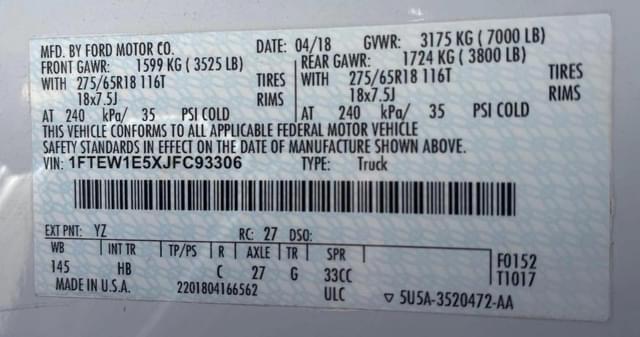 MFD. BY FORD MOTOR CO. DATE: 04/18 GVWR: 3175 KG ( 7000 LB)
FRONT GAWR: 1599 KG ( 3525 LB) REAR GAWR: 1724 KG ( 3800 LB)
WITH 275/65R18 116T TIRES WITH 275/65R18 116T TIRES
18x7.5J RIMS 18x7.5J RIMS
AT 240 kPa/ 35 PSI COLD AT 240 kPa/ 35 PSI COLD
THIS VEHICLE CONFORMS TO ALL APPLICABLE FEDERAL MOTOR VEHICLE
SAFETY STANDARDS IN EFFECT ON THE DATE OF MANUFACTURE SHOWN ABOVE.
VIN: 1FTEW1E5XJFC93306 TYPE: Truck
EXT PNT: YZ RC: 27 DSO:
WB INT TR TP/PS R AXLE TR SPR F0152
145 HB C 27 G 33CC T1017
MADE IN U.S.A. 2201804166562 ULC ▽ 5U5A-3520472-AA